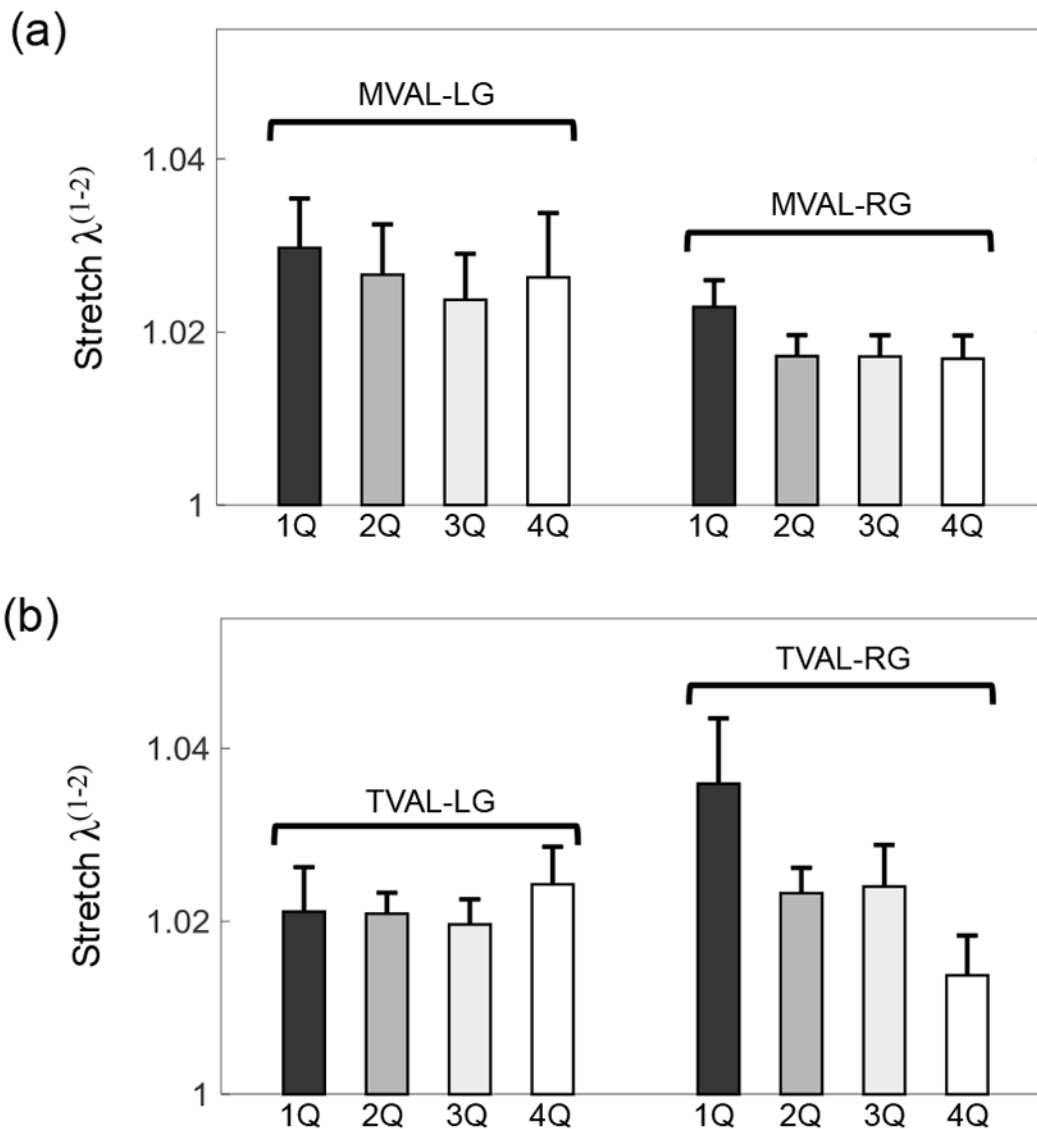 (a)
MVAL-LG
MVAL-RG
Stretch λ(1-2)
1.04
1.02
1
1Q 2Q 3Q 4Q 1Q 2Q 3Q 4Q
(b)
TVAL-RG
TVAL-LG
Stretch λ(1-2)
1.04
1.02
1
1Q 2Q 3Q 4Q 1Q 2Q 3Q 4Q